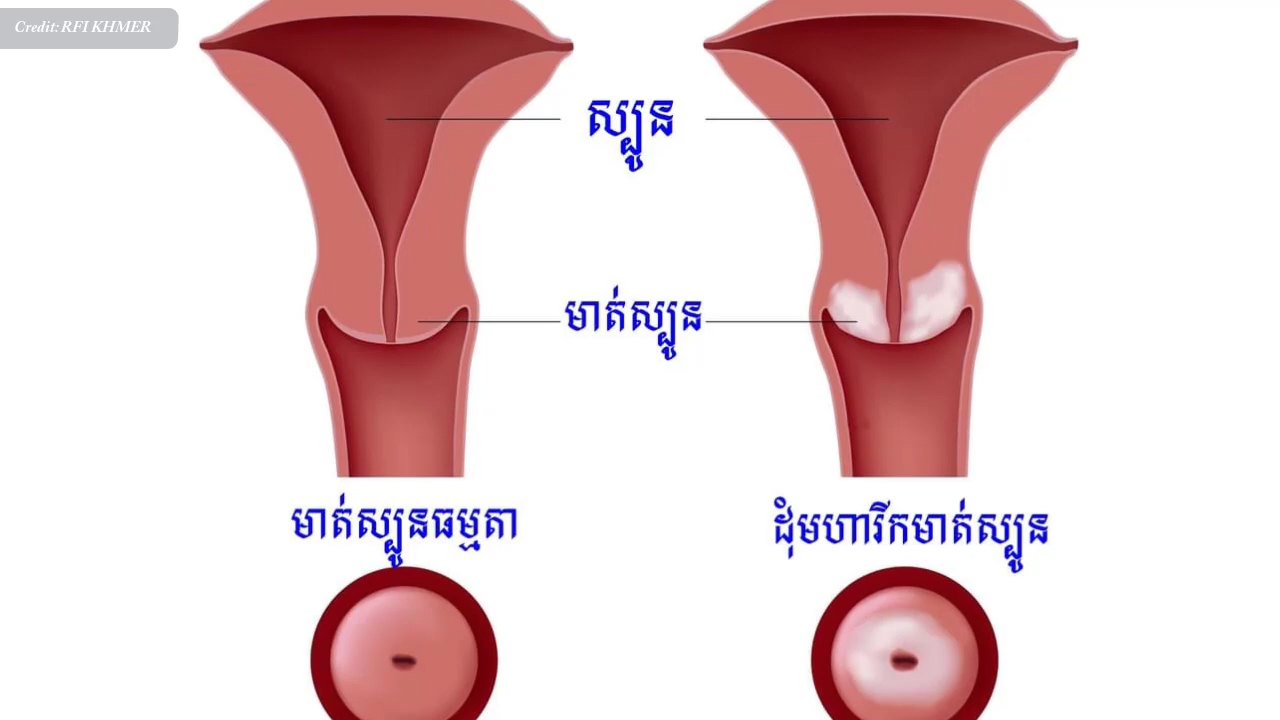 Credit: RFI KHMER
ស្បូន
មាត់ស្បូន
មាត់ស្បូនធម្មតា
ដុំមហារីកមាត់ស្បូន